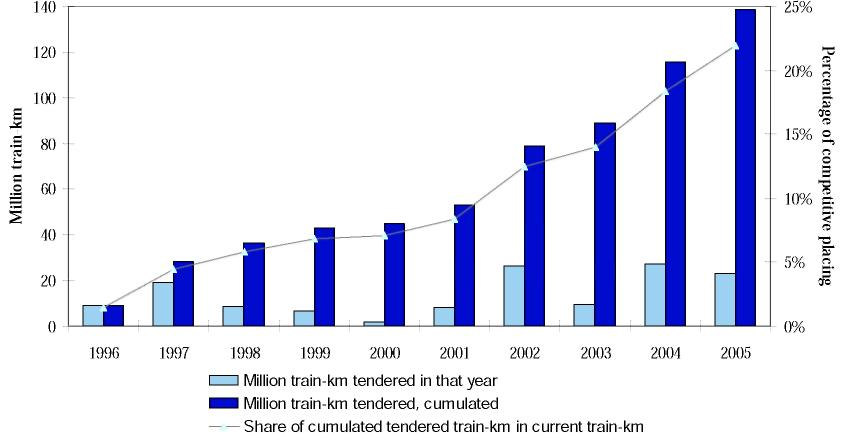 140
120
100
80
60
40
20
0
Million train km
25%
20%
15%
10%
5%
0%
Percentage of competitive placing
1996 1997 1998 1999 2000 2001 2002 2003 2004 2005
Million train-km tendered in that year
Million train-km tendered, cumulated
Share of cumulated tendered train-km in current train-km